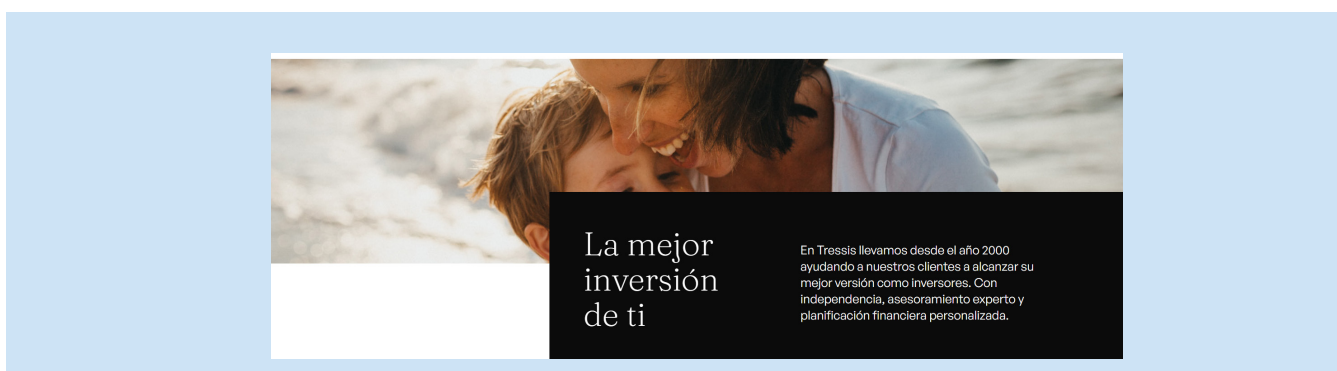 La mejor
inversión
de ti
En Tressis llevamos desde el año 2000
ayudando a nuestros clientes a alcanzar su
mejor versión como inversores. Con
independencia, asesoramiento experto y
planificación financiera personalizada.